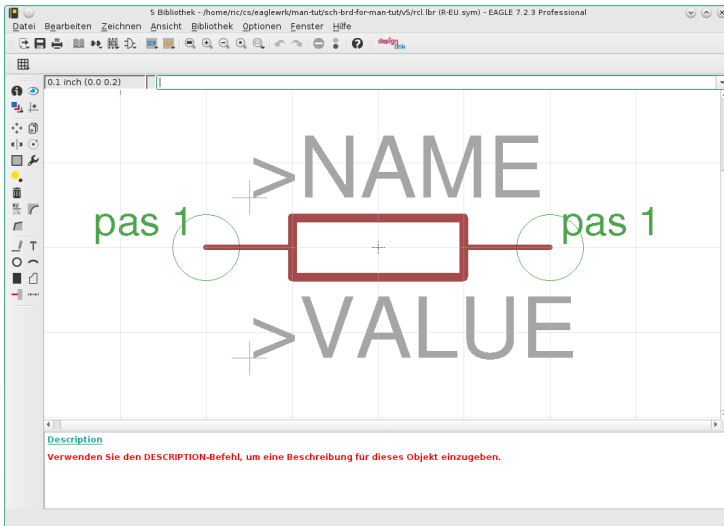 5 Bibliothek - /home/ric/cs/eaglewrk/man-tut/sch-brd-for-man-tut/v5/rcl.lbr (R-EU.sym) - EAGLE 7.2.3 Professional
Datei Bearbeiten Zeichnen Ansicht Bibliothek Optionen Fenster Hilfe
design link
0.1 inch (0.0 0.2)
>NAME
pas 1 pas 1
>VALUE
Description
Verwenden Sie den DESCRIPTION-Befehl, um eine Beschreibung für dieses Objekt einzugeben.